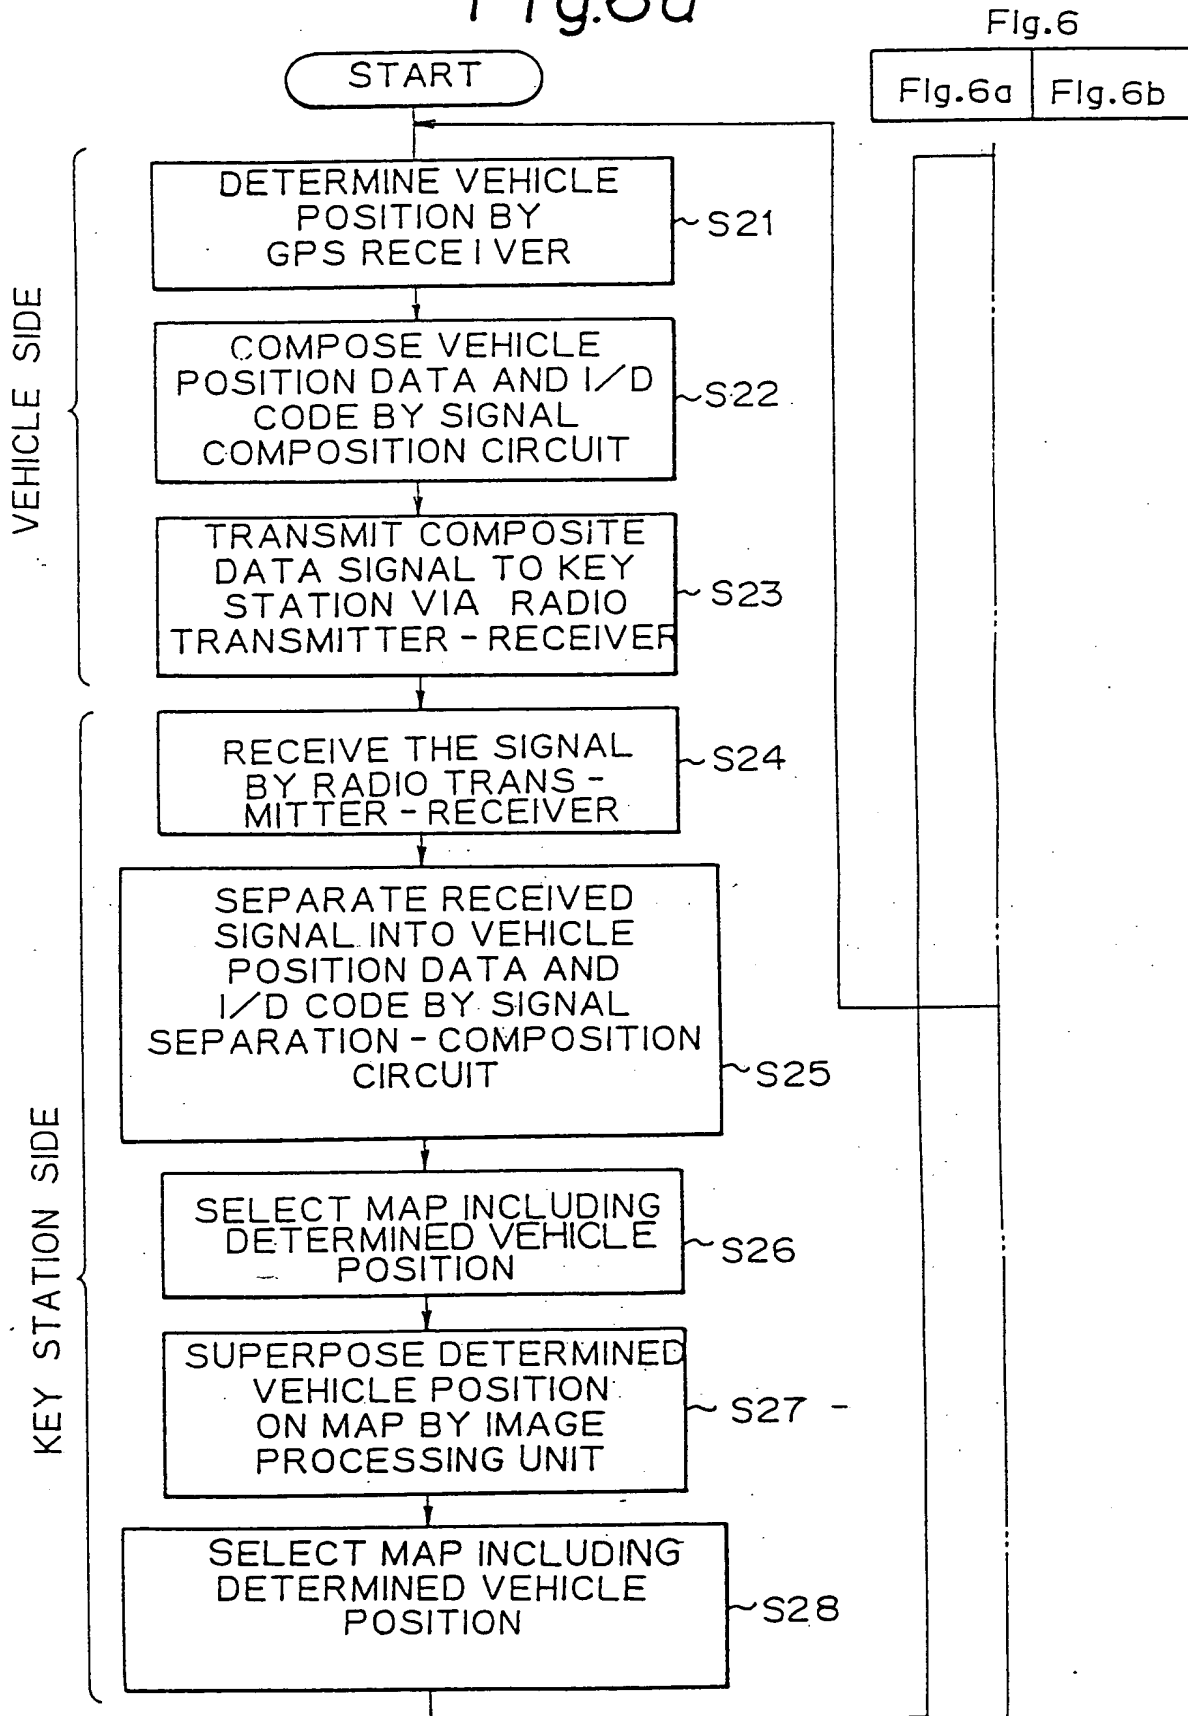 Fig.6a
Fig.6
Fig.6a
Fig.6b
START
VEHICLE SIDE
DETERMINE VEHICLE
POSITION BY
GPS RECEIVER
S21
COMPOSE VEHICLE
POSITION DATA AND I/D
CODE BY SIGNAL
COMPOSITION CIRCUIT
S22
TRANSMIT COMPOSITE
DATA SIGNAL TO KEY
STATION VIA RADIO
TRANSMITTER-RECEIVER
S23
KEY STATION SIDE
RECEIVE THE SIGNAL
BY RADIO TRANS-
MITTER-RECEIVER
S24
SEPARATE RECEIVED
SIGNAL INTO VEHICLE
POSITION DATA AND
I/D CODE BY SIGNAL
SEPARATION-COMPOSITION
CIRCUIT
S25
SELECT MAP INCLUDING
DETERMINED VEHICLE
POSITION
S26
SUPERPOSE DETERMINED
VEHICLE POSITION
ON MAP BY IMAGE
PROCESSING UNIT
S27
SELECT MAP INCLUDING
DETERMINED VEHICLE
POSITION
S28